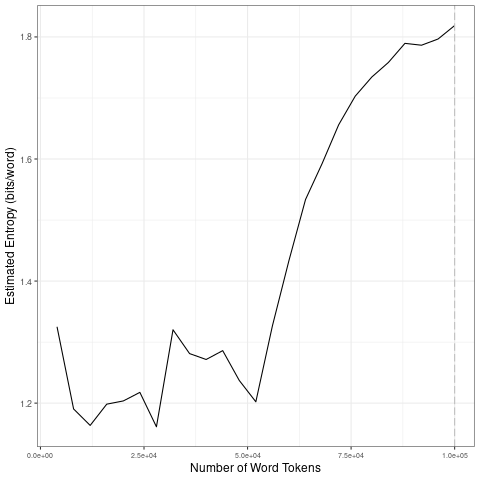 Estimated Entropy (bits/word)
1.8
1.6
1.4
1.2
0.0e+00 2.5e+04 5.0e+04 7.5e+04 1.0e+05
Number of Word Tokens